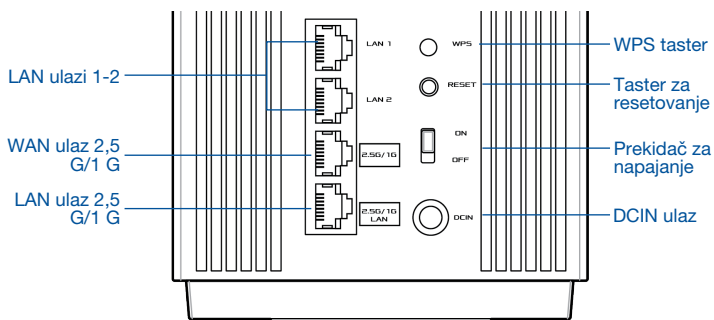 LAN ulazi 1-2
WAN ulaz 2,5
G/1 G
LAN ulaz 2,5
G/1 G
LAN 1
LAN 2
2.5G/1G
2.5G/1G
LAN
WPS
RESET
ON
OFF
DCIN
WPS taster
Taster za
resetovanje
Prekidač za
napajanje
DCIN ulaz